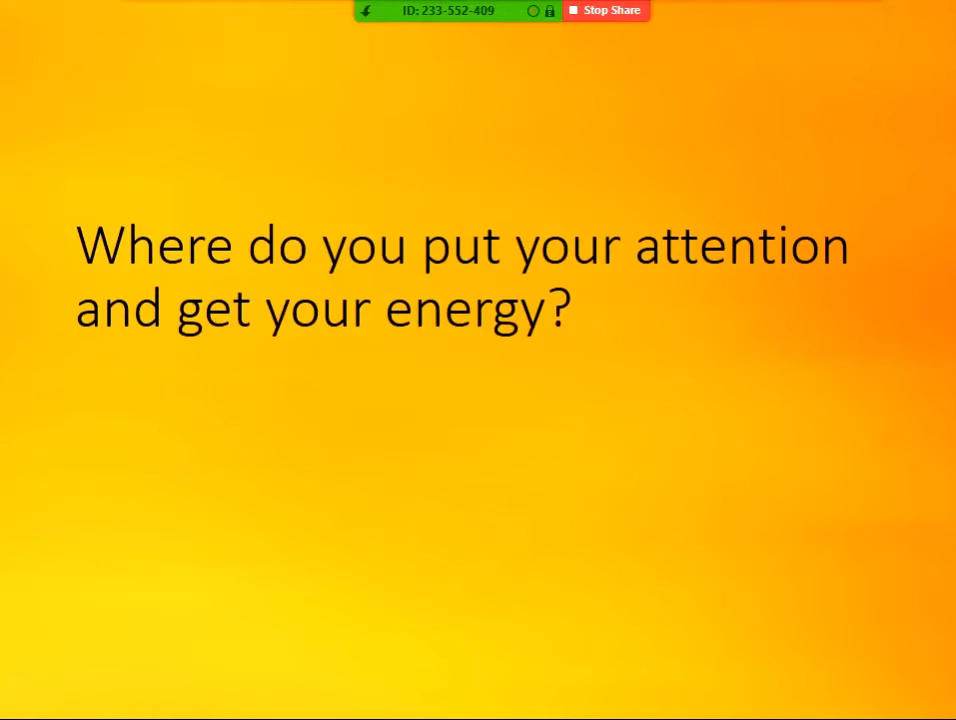 ID: 233-552-409 Stop Share
Where do you put your attention
and get your energy?